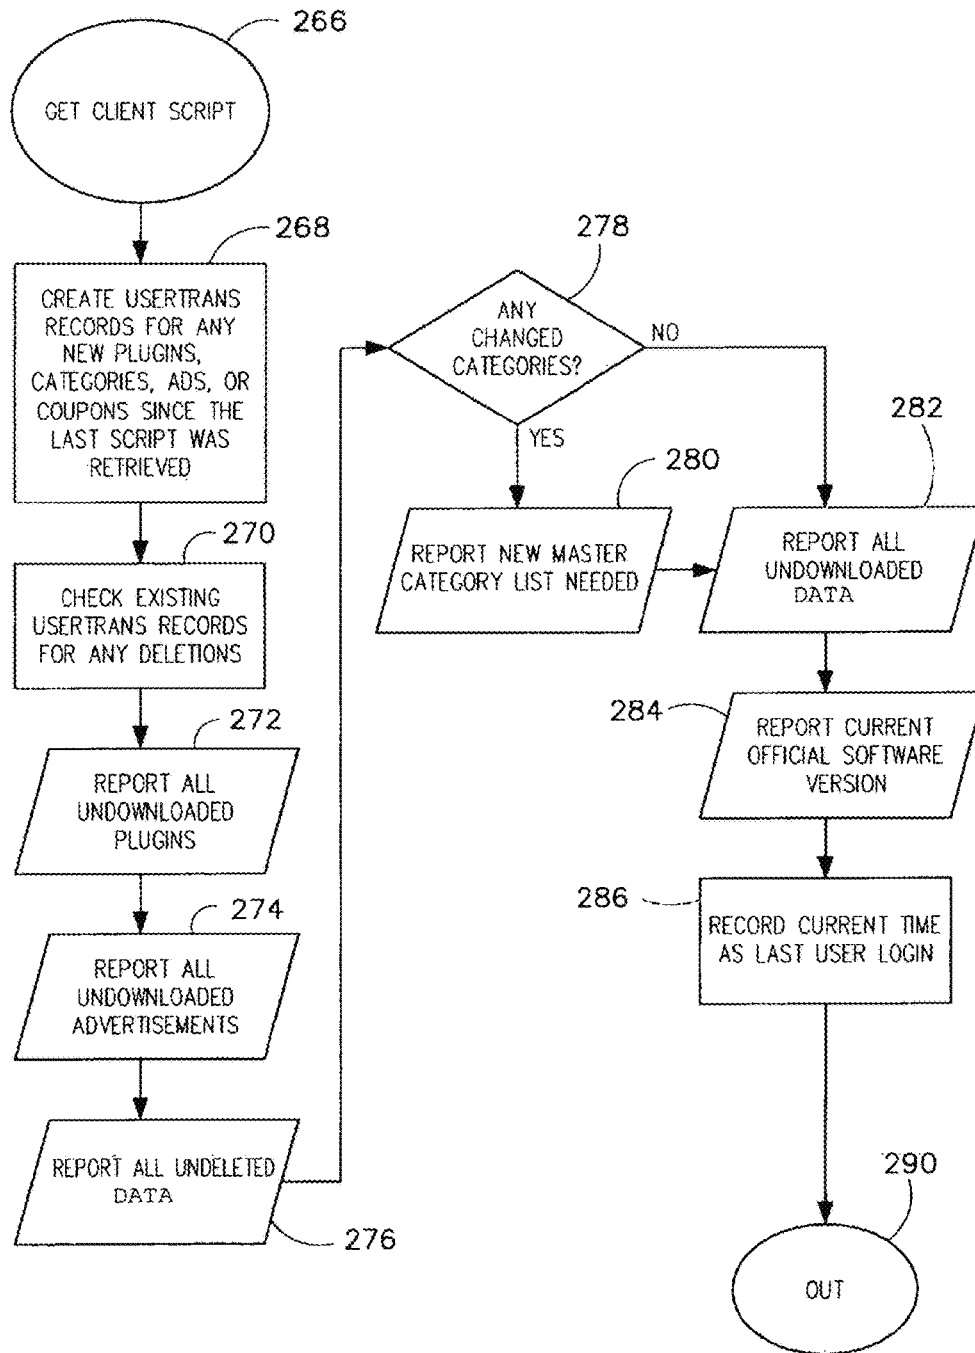 266
GET CLIENT SCRIPT
268
CREATE USERTRANS
RECORDS FOR ANY
NEW PLUGINS,
CATEGORIES, ADS, OR
COUPONS SINCE THE
LAST SCRIPT WAS
RETRIEVED
270
CHECK EXISTING
USERTRANS RECORDS
FOR ANY DELETIONS
272
REPORT ALL
UNDOWNLOADED
PLUGINS
274
REPORT ALL
UNDOWNLOADED
ADVERTISEMENTS
REPORT ALL UNDELETED
DATA
276
278
ANY
CHANGED
CATEGORIES?
NO
YES
280
REPORT NEW MASTER
CATEGORY LIST NEEDED
282
REPORT ALL
UNDOWNLOADED
DATA
284
REPORT CURRENT
OFFICIAL SOFTWARE
VERSION
286
RECORD CURRENT TIME
AS LAST USER LOGIN
290
OUT